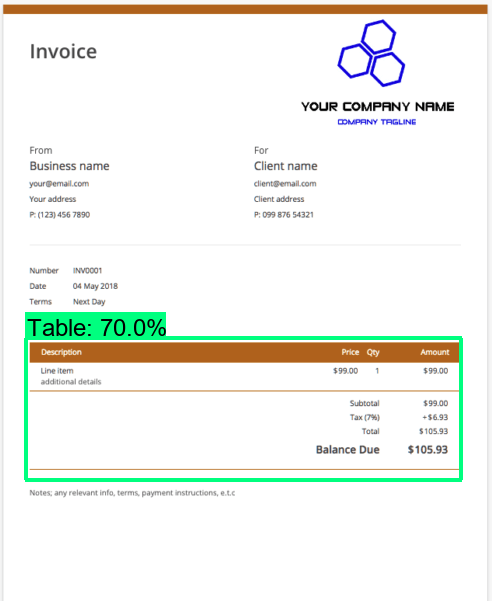 Invoice
YOUR COMPANY NAME
COMPANY TAGLINE
From
Business name
your@email.com
Your address
P: (123) 456 7890
For
Client name
client@email.com
Client address
P: 099 876 54321
Number INV0001
Date 04 May 2018
Terms Next Day
Table: 70.0%
Description Price Qty Amount
Line item $99.00 1 $99.00
additional details
Subtotal $99.00
Tax (7%) +$6.93
Total $105.93
Balance Due $105.93
Notes; any relevant info, terms, payment instructions, e.t.c